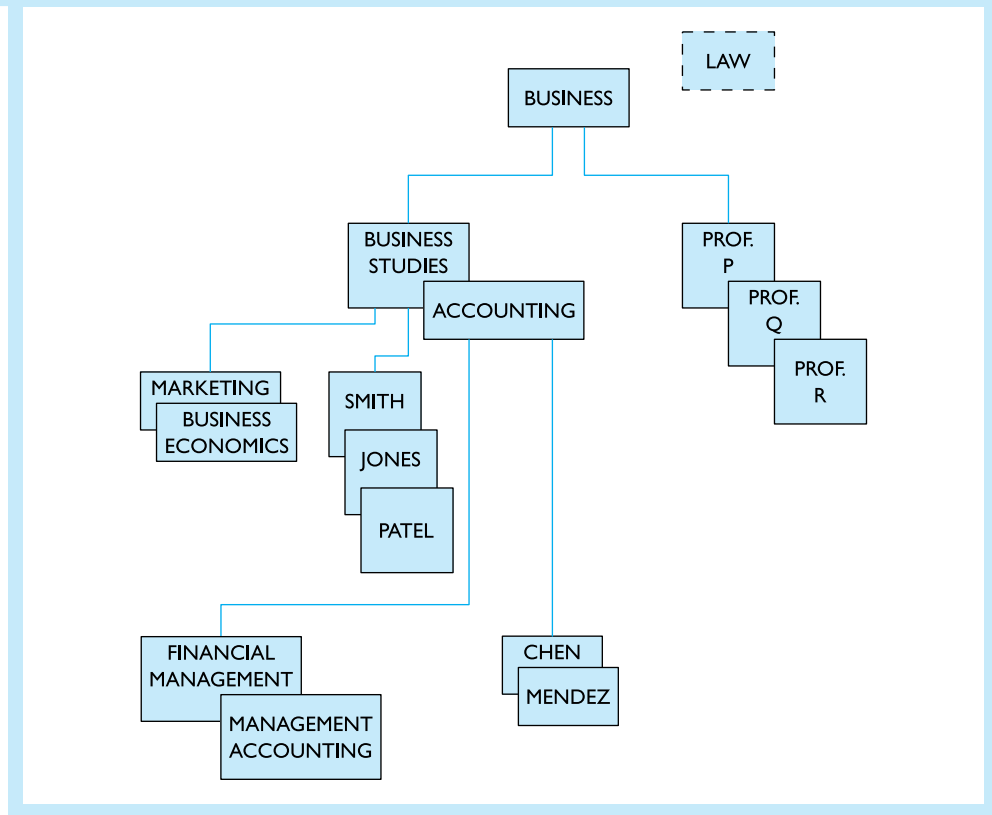 LAW
BUSINESS
BUSINESS
STUDIES
ACCOUNTING
PROF.
P
PROF.
Q
PROF.
R
MARKETING
BUSINESS
ECONOMICS
SMITH
JONES
PATEL
FINANCIAL
MANAGEMENT
MANAGEMENT
ACCOUNTING
CHEN
MENDEZ